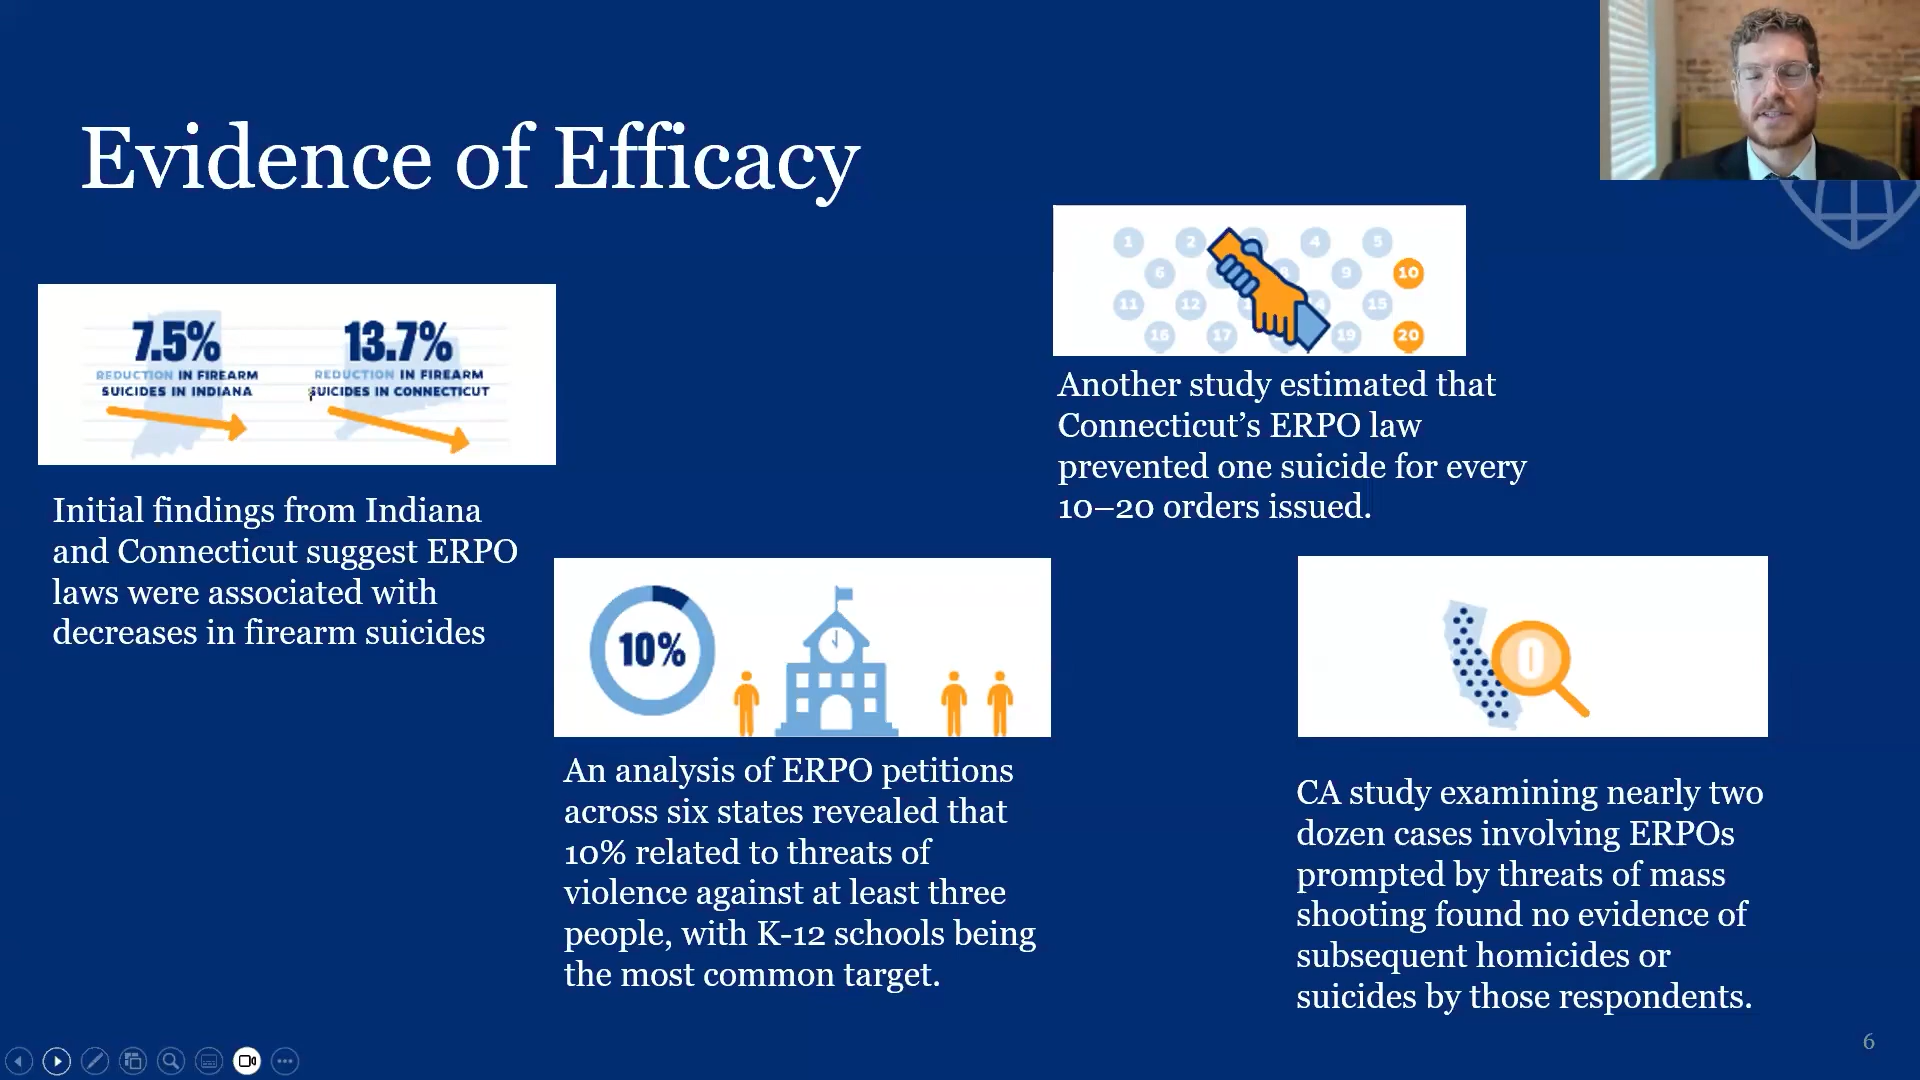 Evidence of Efficacy
7.5%
REDUCTION IN FIREARM
SUICIDES IN INDIANA
13.7%
REDUCTION IN FIREARM
SUICIDES IN CONNECTICUT
Initial findings from Indiana
and Connecticut suggest ERPO
laws were associated with
decreases in firearm suicides
10%
An analysis of ERPO petitions
across six states revealed that
10% related to threats of
violence against at least three
people, with K-12 schools being
the most common target.
1 2 4 5
6 8 9 10
11 12 15
16 17 19 20
Another study estimated that
Connecticut’s ERPO law
prevented one suicide for every
10–20 orders issued.
0
CA study examining nearly two
dozen cases involving ERPOs
prompted by threats of mass
shooting found no evidence of
subsequent homicides or
suicides by those respondents.
6